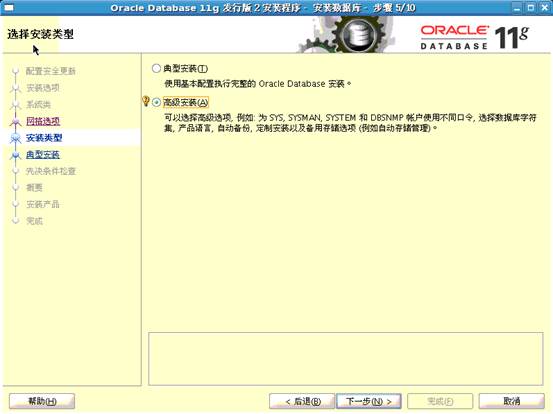 Oracle Database 11g 发行版 2 安装程序 - 安装数据库 - 步骤 5/10
选择安装类型
ORACLE
DATABASE 11g
配置安全更新
安装选项
系统类
网格选项
安装类型
典型安装
先决条件检查
概要
安装产品
完成
典型安装(T)
使用基本配置执行完整的 Oracle Database 安装。
高级安装(A)
可以选择高级选项, 例如: 为 SYS, SYSMAN, SYSTEM 和 DBSNMP 帐户使用不同口令, 选择数据库字符
集, 产品语言, 自动备份, 定制安装以及备用存储选项 (例如自动存储管理)。
帮助(H)
< 后退(B)
下一步(N) >
完成(F)
取消